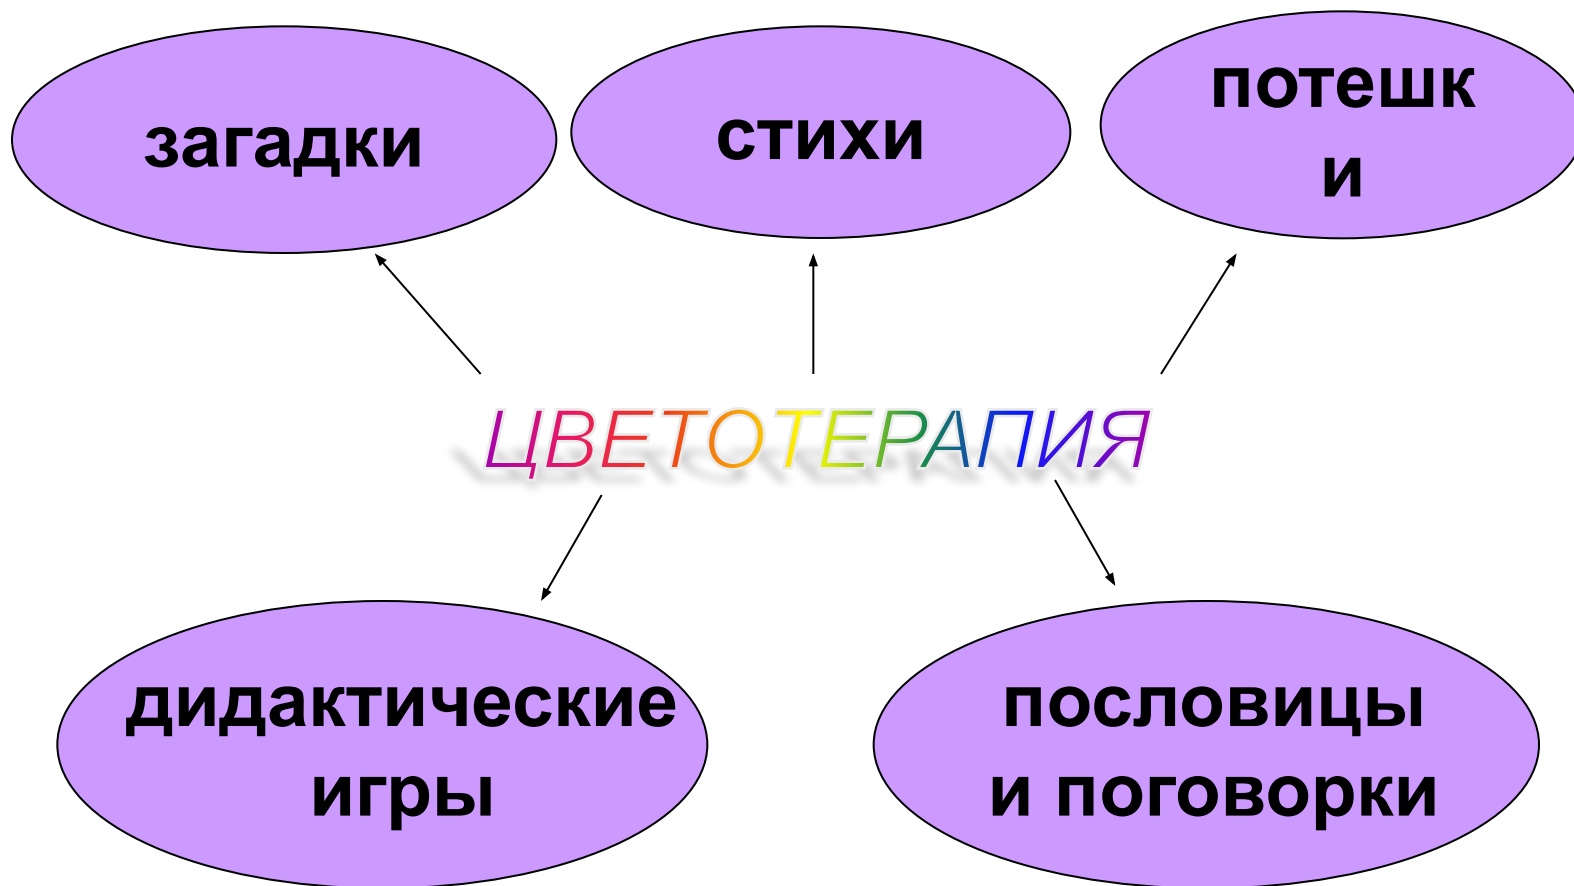 загадки
стихи
потешк
и
ЦВЕТОТЕРАПИЯ
дидактические
игры
пословицы
и поговорки